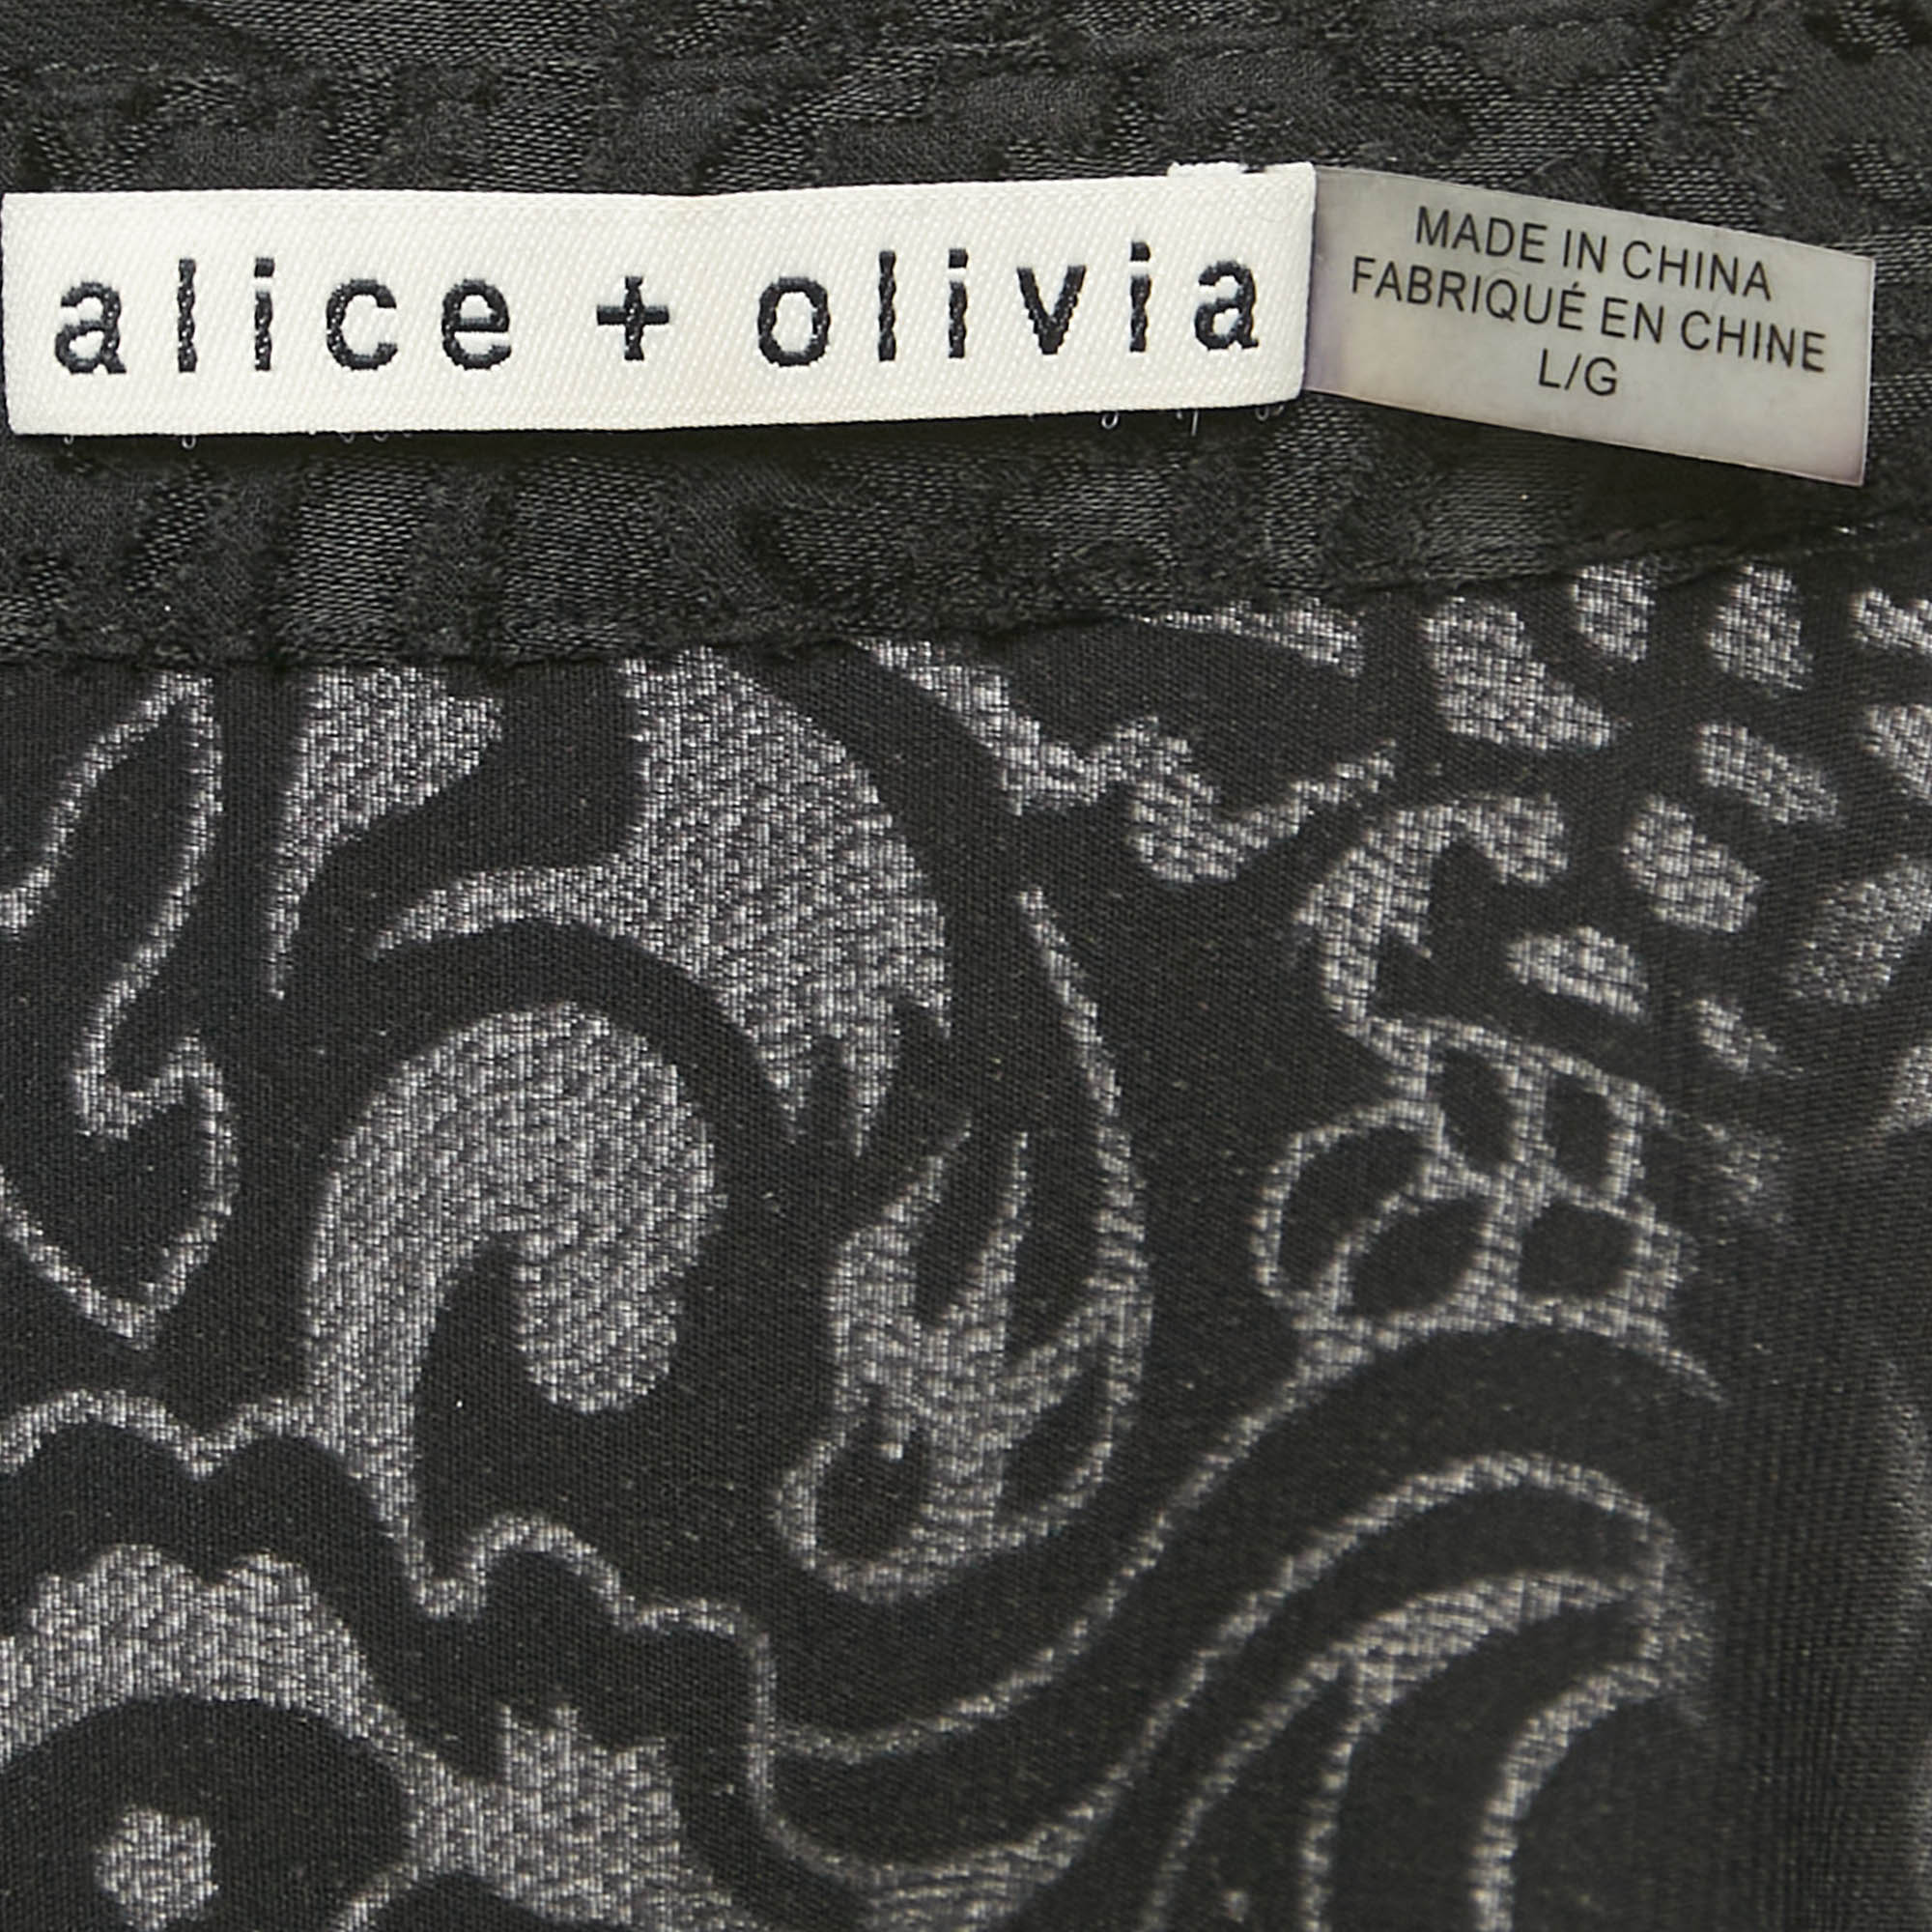 alice + olivia
MADE IN CHINA
FABRIQUÉ EN CHINE
L/G